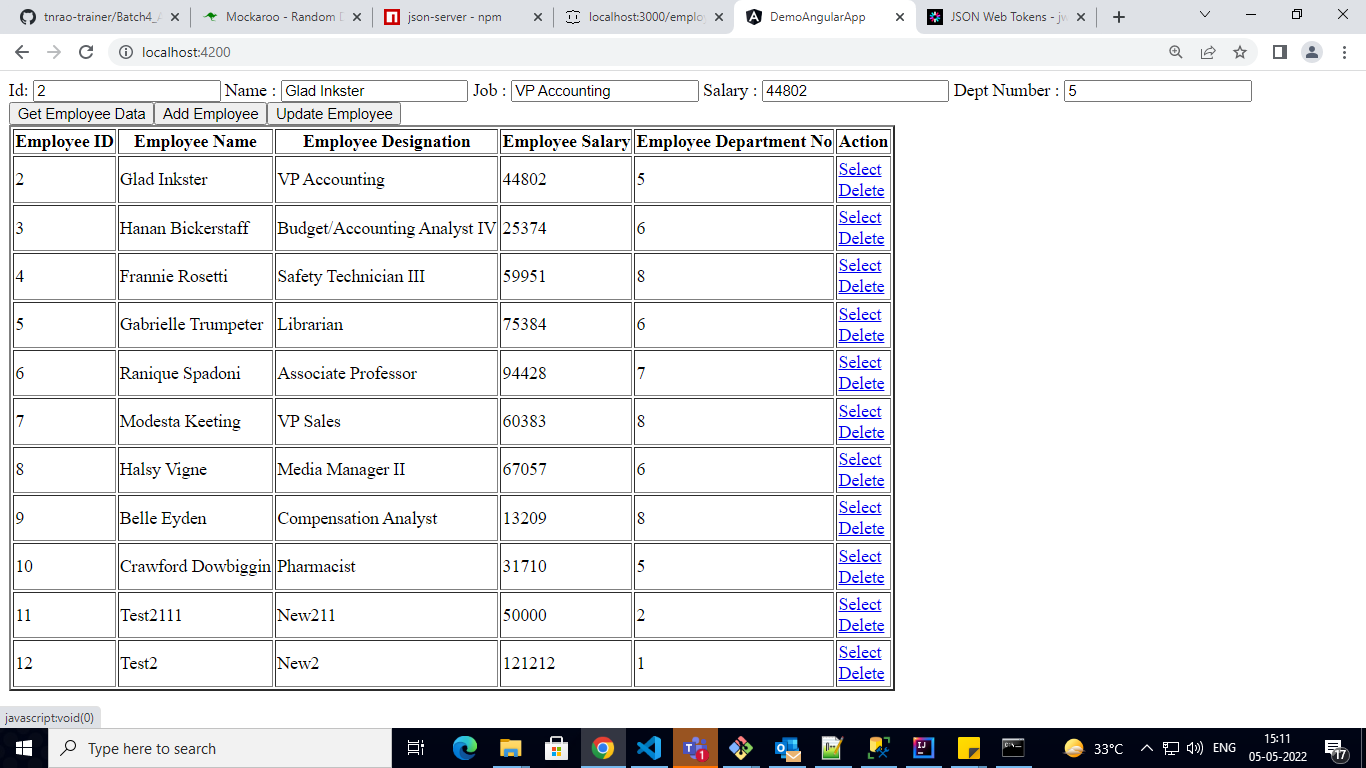 tnrao-trainer/Batch4_A
Mockaroo - Random D
json-server - npm
localhost:3000/emplo
DemoAngularApp
JSON Web Tokens - jw
localhost:4200
Id: 2 Name : Glad Inkster Job : VP Accounting Salary : 44802 Dept Number : 5
Get Employee Data Add Employee Update Employee
Employee ID Employee Name Employee Designation Employee Salary Employee Department No Action
2 Glad Inkster VP Accounting 44802 5 Select
Delete
3 Hanan Bickerstaff Budget/Accounting Analyst IV 25374 6 Select
Delete
4 Frannie Rosetti Safety Technician III 59951 8 Select
Delete
5 Gabrielle Trumpeter Librarian 75384 6 Select
Delete
6 Ranique Spadoni Associate Professor 94428 7 Select
Delete
7 Modesta Keeting VP Sales 60383 8 Select
Delete
8 Halsy Vigne Media Manager II 67057 6 Select
Delete
9 Belle Eyden Compensation Analyst 13209 8 Select
Delete
10 Crawford Dowbiggin Pharmacist 31710 5 Select
Delete
11 Test2111 New211 50000 2 Select
Delete
12 Test2 New2 121212 1 Select
Delete
javascript:void(0)
Type here to search
33°C
ENG
15:11
05-05-2022
17
1